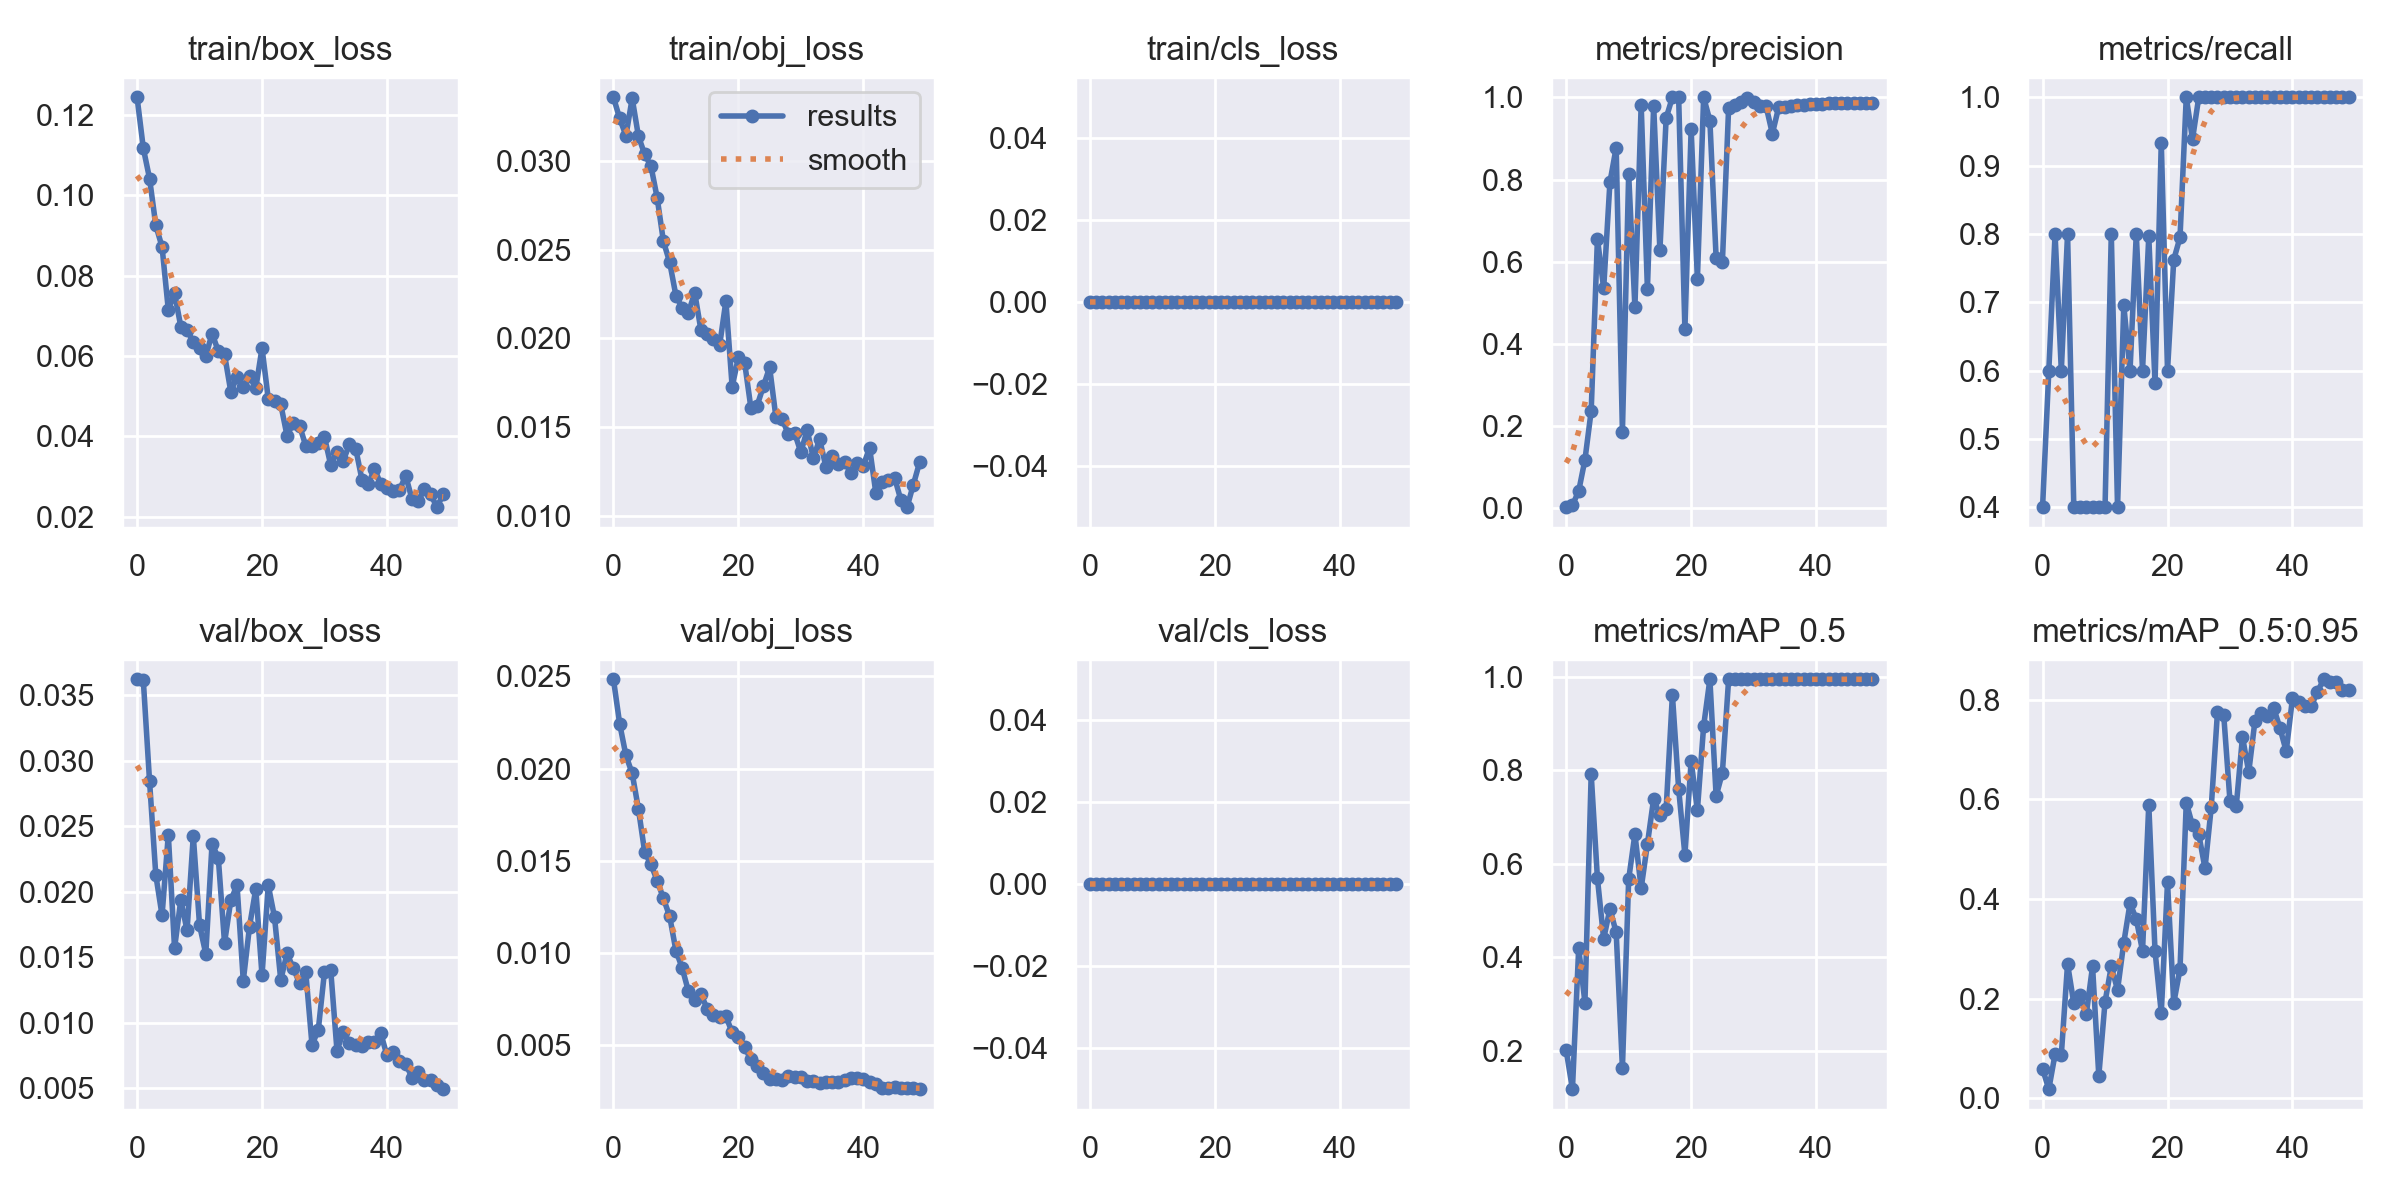 train/box_loss
0.12
0.10
0.08
0.06
0.04
0.02
0 20 40
train/obj_loss
results
smooth
0.030
0.025
0.020
0.015
0.010
0 20 40
train/cls_loss
0.04
0.02
0.00
−0.02
−0.04
0 20 40
metrics/precision
1.0
0.8
0.6
0.4
0.2
0.0
0 20 40
metrics/recall
1.0
0.9
0.8
0.7
0.6
0.5
0.4
0 20 40
val/box_loss
0.035
0.030
0.025
0.020
0.015
0.010
0.005
0 20 40
val/obj_loss
0.025
0.020
0.015
0.010
0.005
0 20 40
val/cls_loss
0.04
0.02
0.00
−0.02
−0.04
0 20 40
metrics/mAP_0.5
1.0
0.8
0.6
0.4
0.2
0 20 40
metrics/mAP_0.5:0.95
0.8
0.6
0.4
0.2
0.0
0 20 40